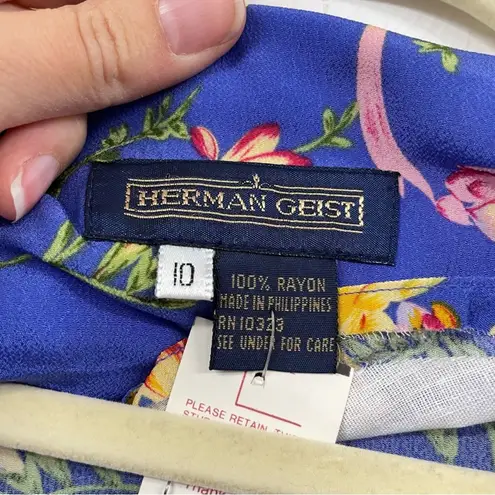 HERMAN GEIST
10
100% RAYON
MADE IN PHILIPPINES
RN 10323
SEE UNDER FOR CARE
PLEASE RETAIN